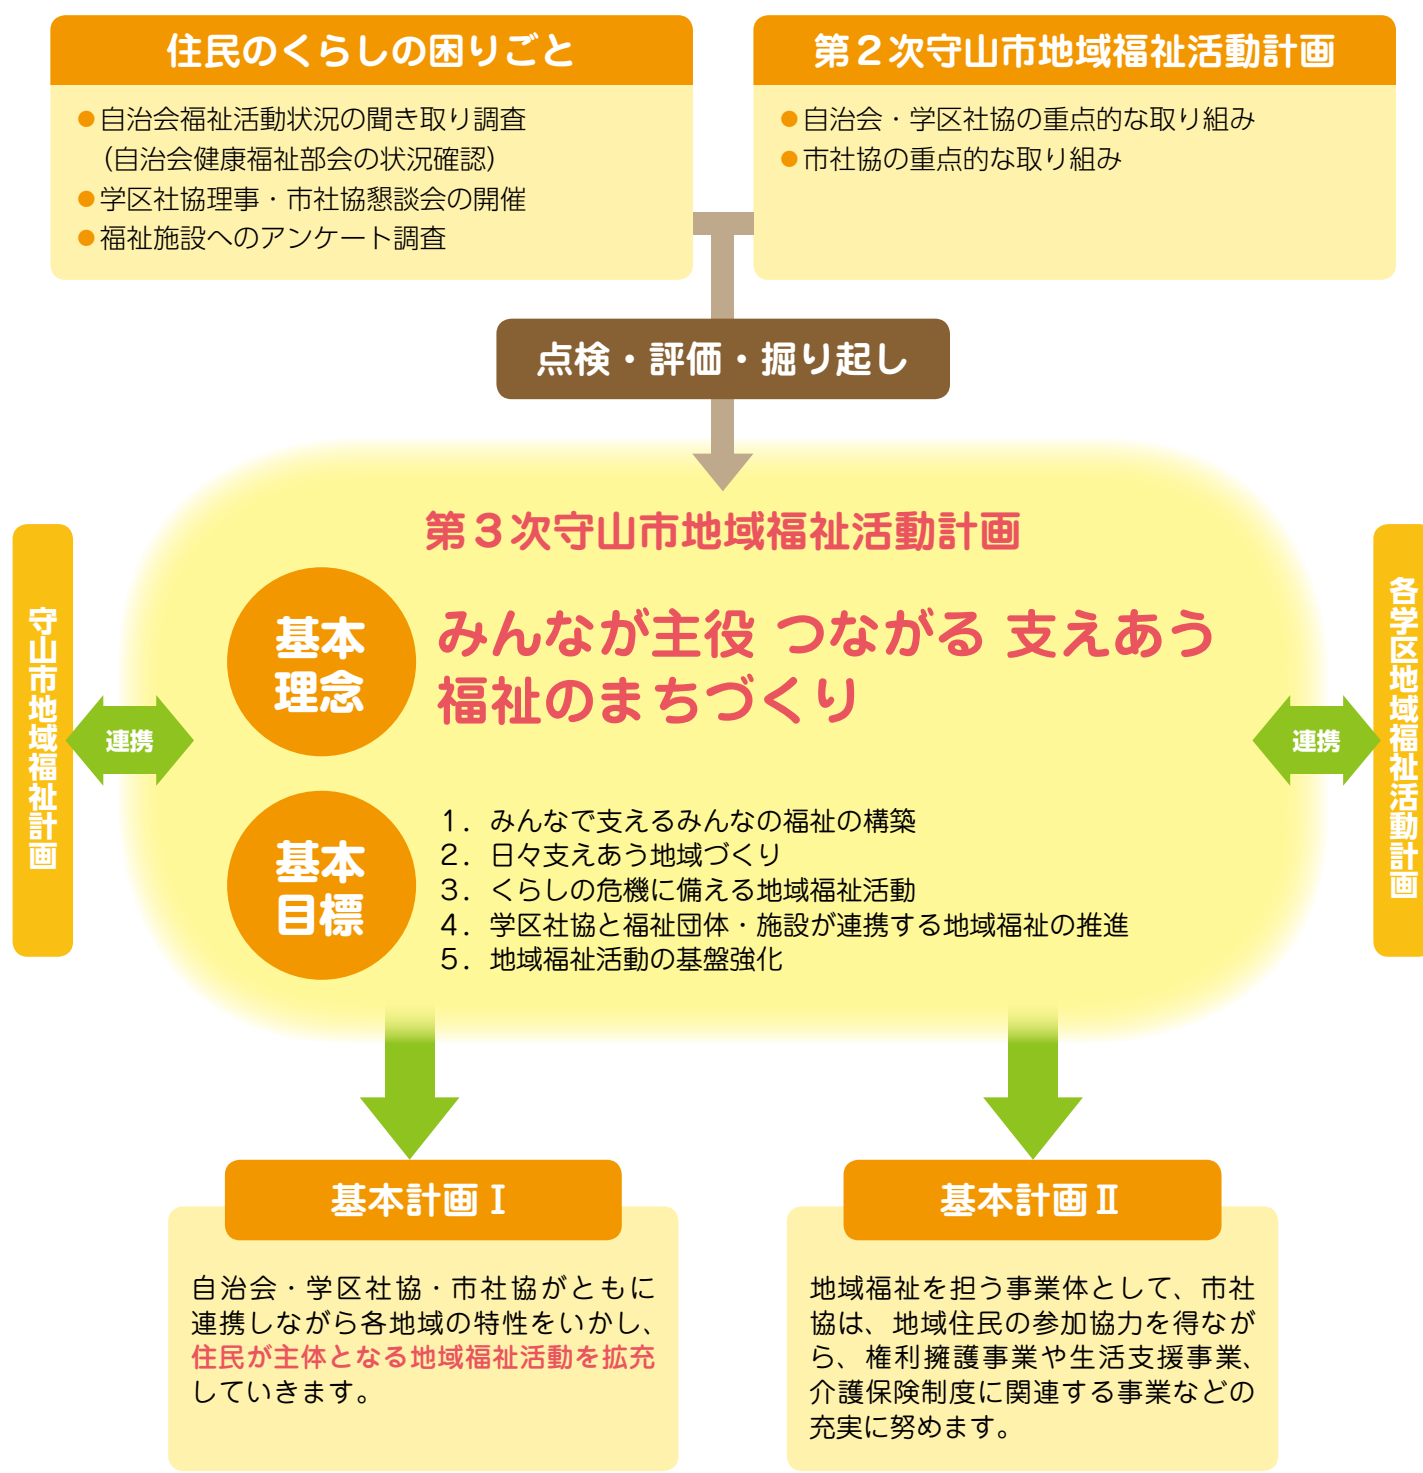 住民のくらしの困りごと
●自治会福祉活動状況の聞き取り調査
（自治会健康福祉部会の状況確認）
●学区社協理事・市社協懇談会の開催
●福祉施設へのアンケート調査
第２次守山市地域福祉活動計画
●自治会・学区社協の重点的な取り組み
●市社協の重点的な取り組み
点検・評価・掘り起し
第３次守山市地域福祉活動計画
基本
理念
みんなが主役 つながる 支えあう
福祉のまちづくり
守山市地域福祉計画
連携
連携
各学区地域福祉活動計画
基本
目標
１．みんなで支えるみんなの福祉の構築
２．日々支えあう地域づくり
３．くらしの危機に備える地域福祉活動
４．学区社協と福祉団体・施設が連携する地域福祉の推進
５．地域福祉活動の基盤強化
基本計画Ⅰ
自治会・学区社協・市社協がともに
連携しながら各地域の特性をいかし、
住民が主体となる地域福祉活動を拡充
していきます。
基本計画Ⅱ
地域福祉を担う事業体として、市社
協は、地域住民の参加協力を得なが
ら、権利擁護事業や生活支援事業、
介護保険制度に関連する事業などの
充実に努めます。